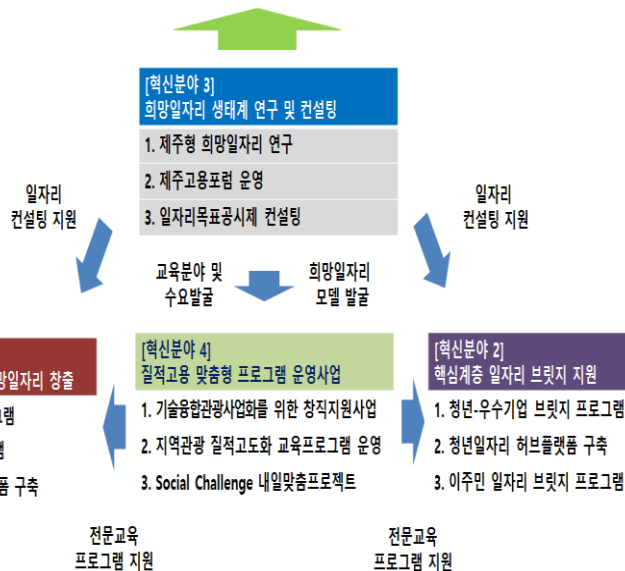 [혁신분야 3]
희망일자리 생태계 연구 및 컨설팅
1. 제주형 희망일자리 연구
2. 제주고용포럼 운영
3. 일자리목표공시제 컨설팅
일자리
컨설팅 지원
일자리
컨설팅 지원
교육분야 및
수요발굴
희망일자리
모델 발굴
망일자리 창출
그램
램
폼 구축
[혁신분야 4]
질적고용 맞춤형 프로그램 운영사업
1. 기술융합관광사업화를 위한 창직지원사업
2. 지역관광 질적고도화 교육프로그램 운영
3. Social Challenge 내일맞춤프로젝트
[혁신분야 2]
핵심계층 일자리 브릿지 지원
1. 청년-우수기업 브릿지 프로그램
2. 청년일자리 허브플랫폼 구축
3. 이주민 일자리 브릿지 프로그램
전문교육
프로그램 지원
전문교육
프로그램 지원